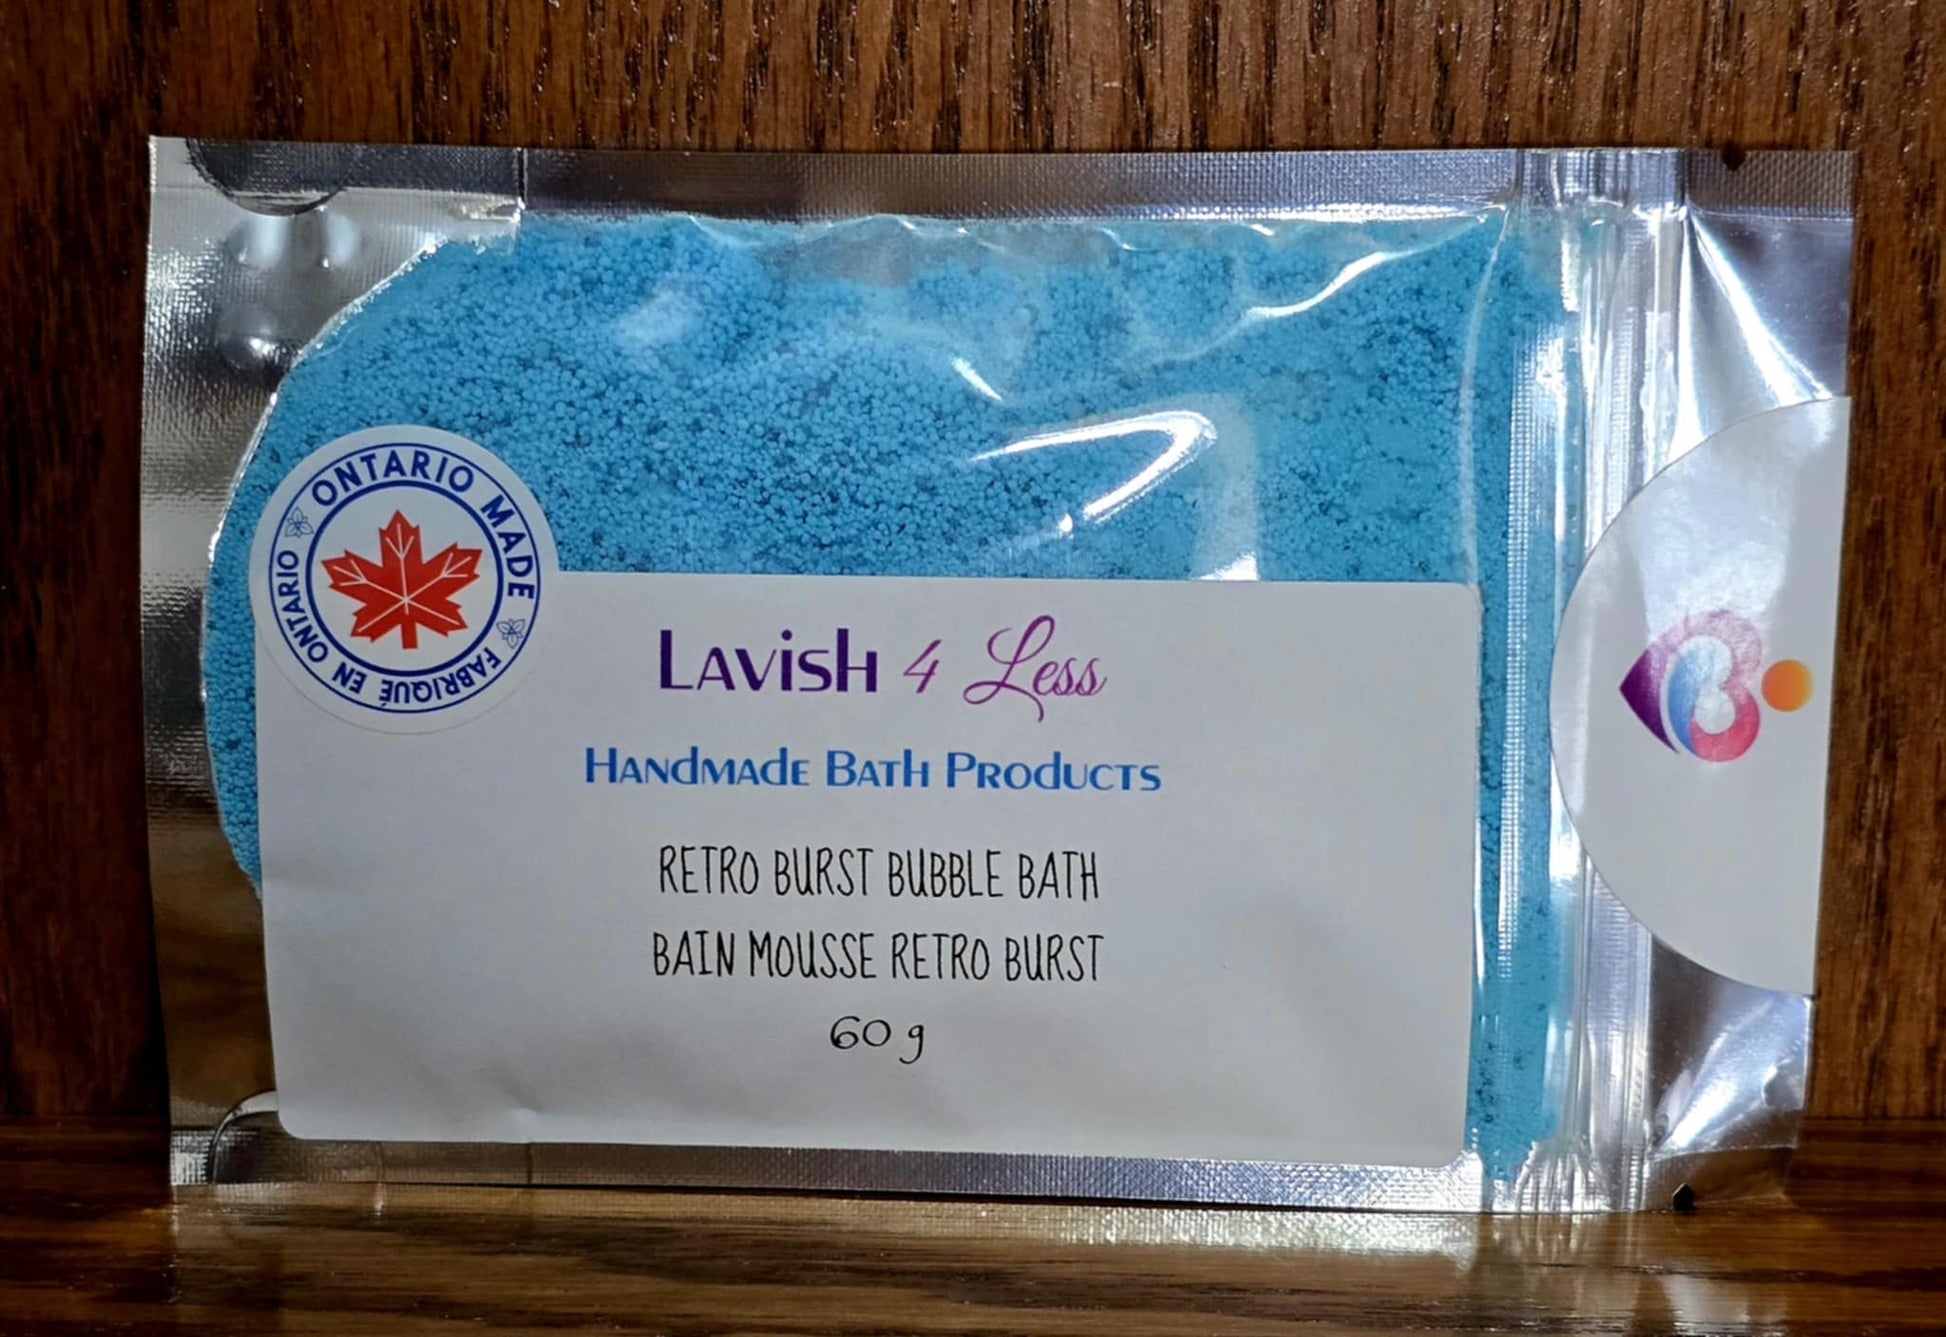 ONTARIO MADE
FABRIQUÉ EN ONTARIO
LAVISH 4 Less
HANDMADE BATH PRODUCTS
RETRO BURST BUBBLE BATH
BAIN MOUSSE RETRO BURST
60 g